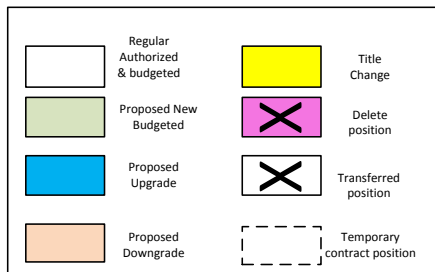 Regular
Authorized
& budgeted
Title
Change
Proposed New
Budgeted
Delete
position
Proposed
Upgrade
Transferred
position
Proposed
Downgrade
Temporary
contract position